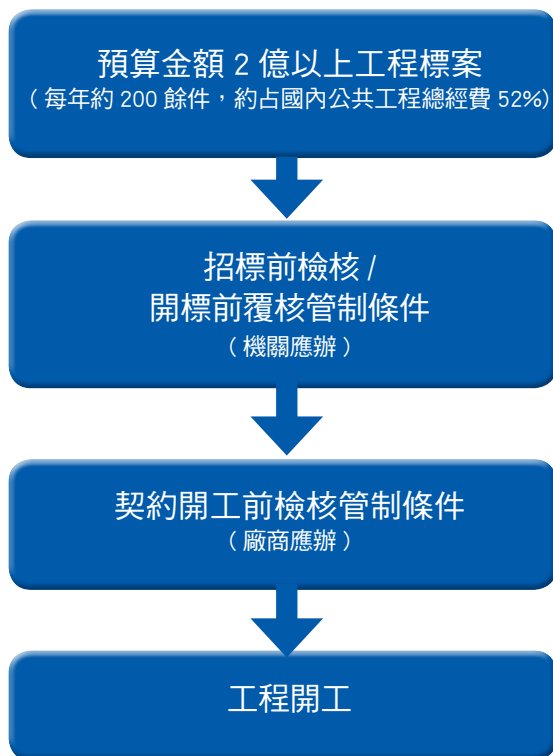 預算金額 2 億以上工程標案
（ 每年約 200 餘件，約占國內公共工程總經費 52%)
招標前檢核 /
開標前覆核管制條件
（ 機關應辦 ）
契約開工前檢核管制條件
（ 廠商應辦 ）
工程開工